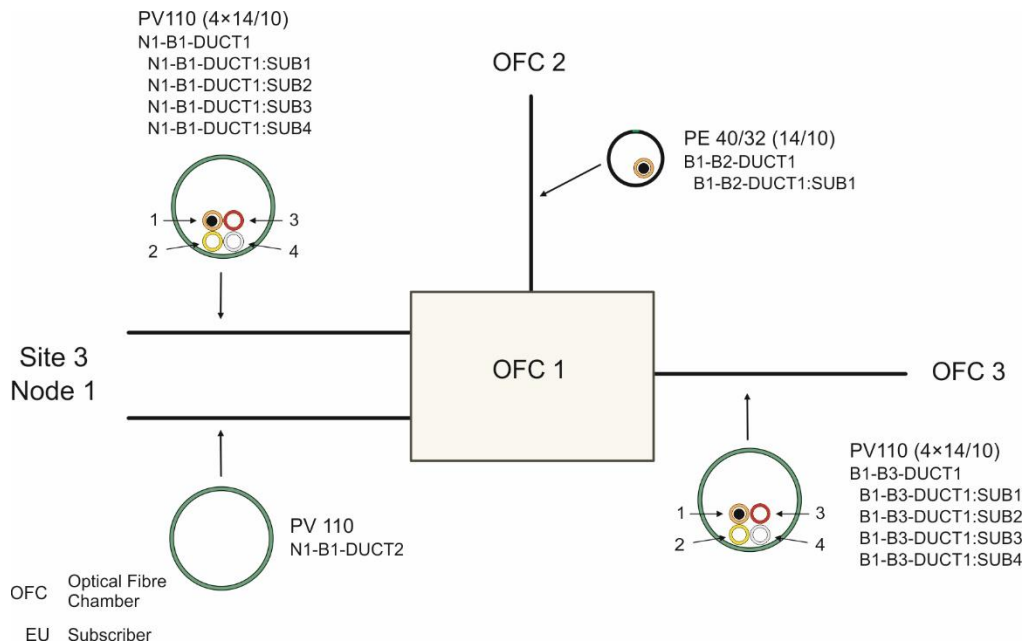 PV110 (4×14/10)
N1-B1-DUCT1
N1-B1-DUCT1:SUB1
N1-B1-DUCT1:SUB2
N1-B1-DUCT1:SUB3
N1-B1-DUCT1:SUB4
1
3
2
4
OFC 2
PE 40/32 (14/10)
B1-B2-DUCT1
B1-B2-DUCT1:SUB1
Site 3
Node 1
OFC 1
OFC 3
PV 110
N1-B1-DUCT2
PV110 (4×14/10)
B1-B3-DUCT1
B1-B3-DUCT1:SUB1
B1-B3-DUCT1:SUB2
B1-B3-DUCT1:SUB3
B1-B3-DUCT1:SUB4
1
3
2
4
OFC Optical Fibre
Chamber
EU Subscriber